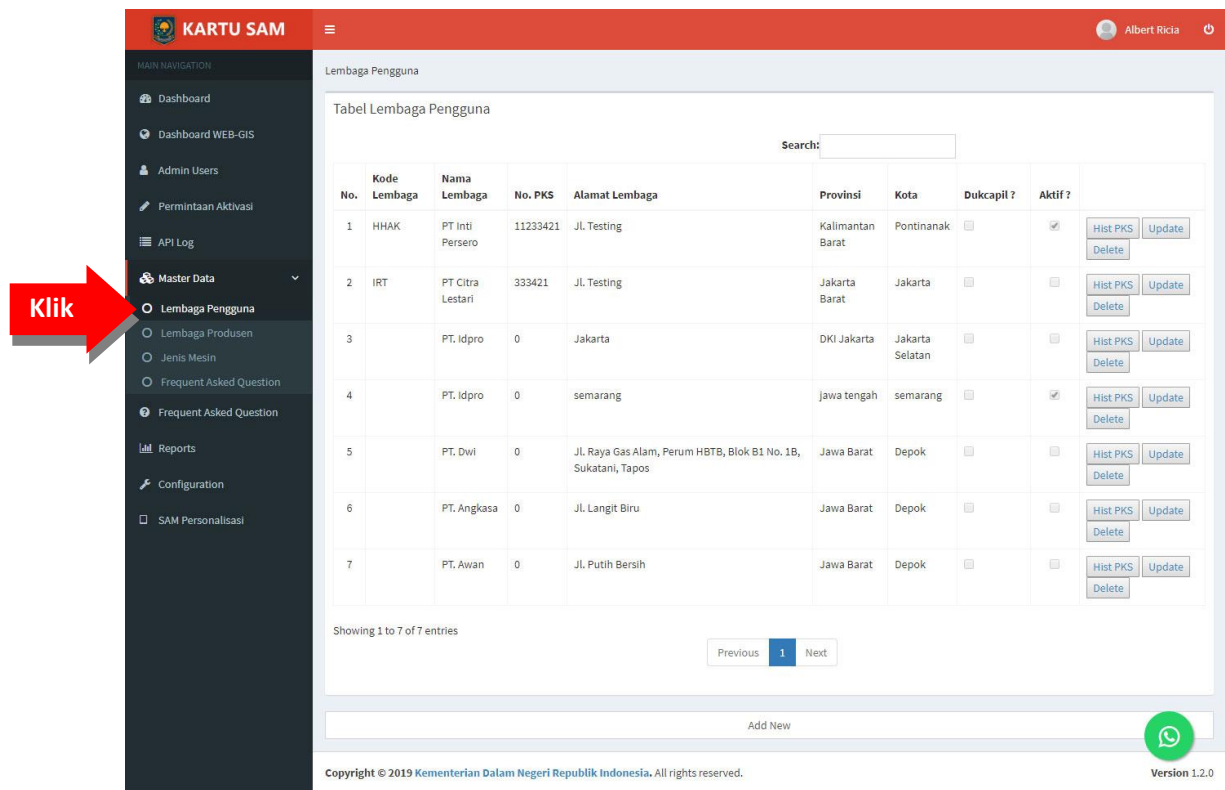 KARTU SAM
Albert Ricia
MAIN NAVIGATION
Dashboard
Dashboard WEB-GIS
Admin Users
Permintaan Aktivasi
API Log
Master Data
Klik
Lembaga Pengguna
Lembaga Produsen
Jenis Mesin
Frequent Asked Question
Frequent Asked Question
Reports
Configuration
SAM Personalisasi
Lembaga Pengguna
Tabel Lembaga Pengguna
Search:
No. Kode Lembaga Nama Lembaga No. PKS Alamat Lembaga Provinsi Kota Dukcapil ? Aktif ?
1 HHAK PT Inti 11233421 Jl. Testing Kalimantan Pontinanak Hist PKS Update
Persero Barat Delete
2 IRT PT Citra 333421 Jl. Testing Jakarta Jakarta Hist PKS Update
Lestari Barat Delete
3 PT. Idpro 0 Jakarta DKI Jakarta Jakarta Hist PKS Update
Selatan Delete
4 PT. Idpro 0 semarang jawa tengah semarang Hist PKS Update
Delete
5 PT. Dwi 0 Jl. Raya Gas Alam, Perum HBTB, Blok B1 No. 1B, Jawa Barat Depok Hist PKS Update
Sukatani, Tapos Delete
6 PT. Angkasa 0 Jl. Langit Biru Jawa Barat Depok Hist PKS Update
Delete
7 PT. Awan 0 Jl. Putih Bersih Jawa Barat Depok Hist PKS Update
Delete
Showing 1 to 7 of 7 entries
Previous 1 Next
Add New
Copyright © 2019 Kementerian Dalam Negeri Republik Indonesia. All rights reserved.
Version 1.2.0